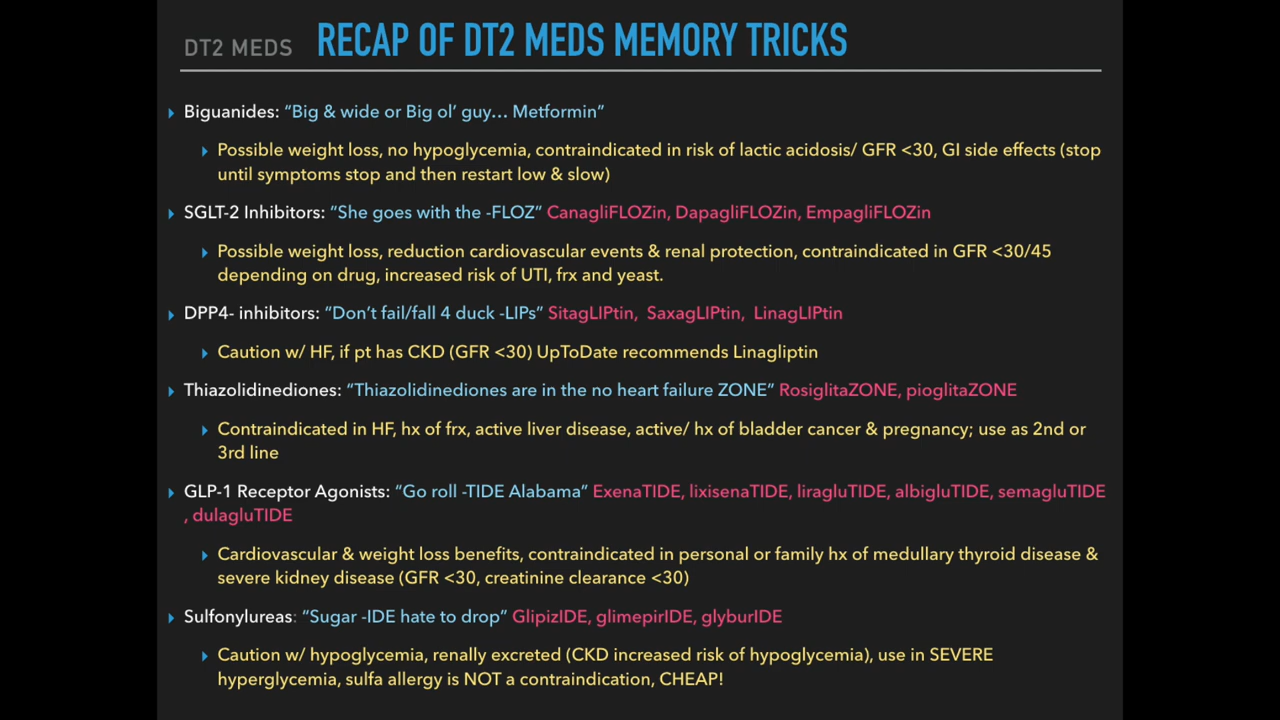 DT2 MEDS RECAP OF DT2 MEDS MEMORY TRICKS
Biguanides: “Big & wide or Big ol’ guy… Metformin”
Possible weight loss, no hypoglycemia, contraindicated in risk of lactic acidosis/ GFR <30, GI side effects (stop
until symptoms stop and then restart low & slow)
SGLT-2 Inhibitors: “She goes with the -FLOZ” CanagliFLOZin, DapagliFLOZin, EmpagliFLOZin
Possible weight loss, reduction cardiovascular events & renal protection, contraindicated in GFR <30/45
depending on drug, increased risk of UTI, frx and yeast.
DPP4- inhibitors: “Don’t fail/fall 4 duck -LIPs” SitagLIPtin, SaxagLIPtin, LinagLIPtin
Caution w/ HF, if pt has CKD (GFR <30) UpToDate recommends Linagliptin
Thiazolidinediones: “Thiazolidinediones are in the no heart failure ZONE” RosiglitaZONE, pioglitaZONE
Contraindicated in HF, hx of frx, active liver disease, active/ hx of bladder cancer & pregnancy; use as 2nd or
3rd line
GLP-1 Receptor Agonists: “Go roll -TIDE Alabama” ExenaTIDE, lixisenaTIDE, liragluTIDE, albigluTIDE, semagluTIDE
, dulagluTIDE
Cardiovascular & weight loss benefits, contraindicated in personal or family hx of medullary thyroid disease &
severe kidney disease (GFR <30, creatinine clearance <30)
Sulfonylureas: “Sugar -IDE hate to drop” GlipizIDE, glimepirIDE, glyburIDE
Caution w/ hypoglycemia, renally excreted (CKD increased risk of hypoglycemia), use in SEVERE
hyperglycemia, sulfa allergy is NOT a contraindication, CHEAP!